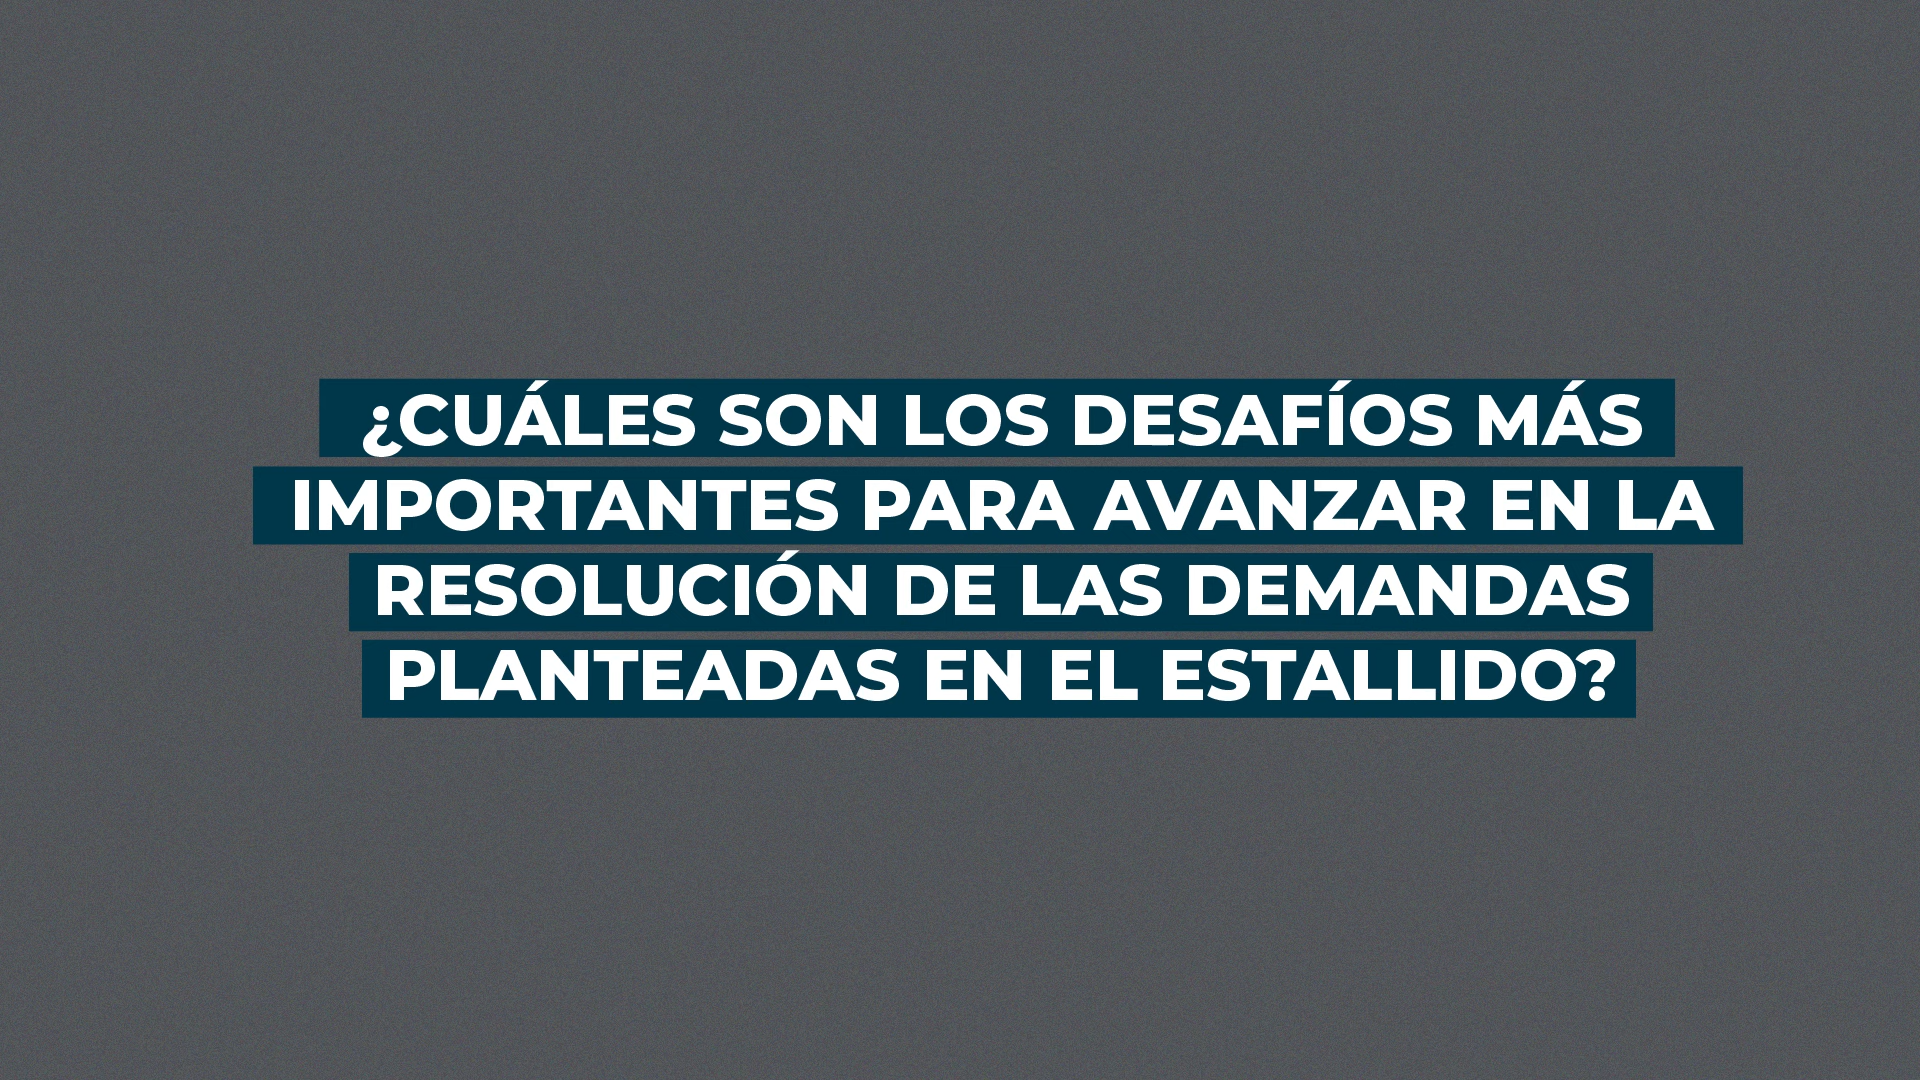 ¿CUÁLES SON LOS DESAFÍOS MÁS
IMPORTANTES PARA AVANZAR EN LA
RESOLUCIÓN DE LAS DEMANDAS
PLANTEADAS EN EL ESTALLIDO?